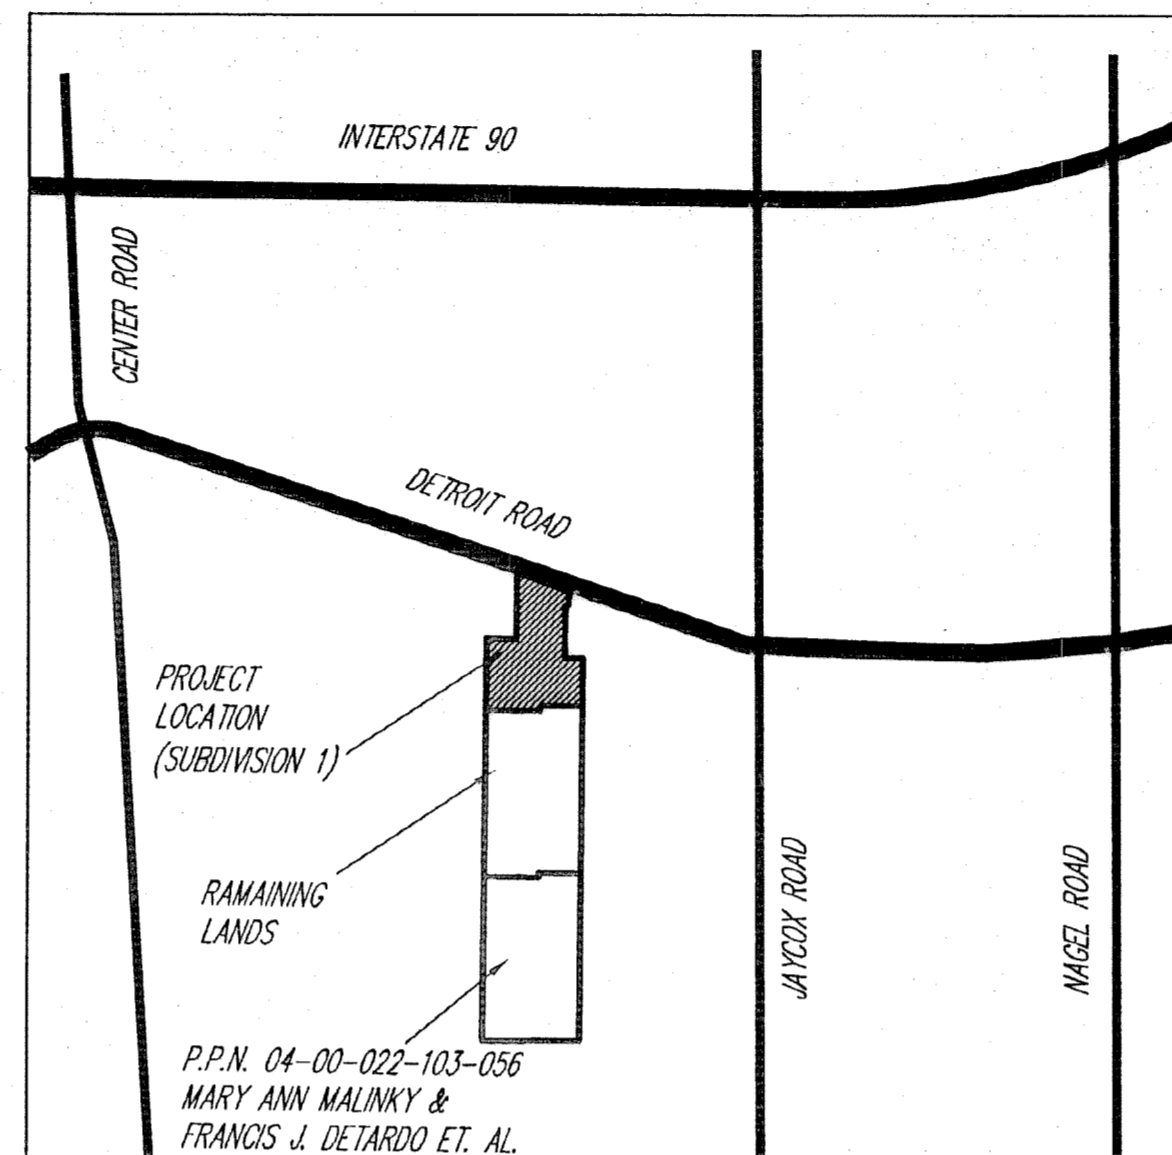 INTERSTATE 90
CENTER ROAD
DETROIT ROAD
PROJECT
LOCATION
(SUBDIVISION 1)
RAMAINING
LANDS
JAYCOX ROAD
NAGEL ROAD
P.P.N. 04-00-022-103-056
MARY ANN MALINKY &
FRANCIS J. DETARDO ET. AL.